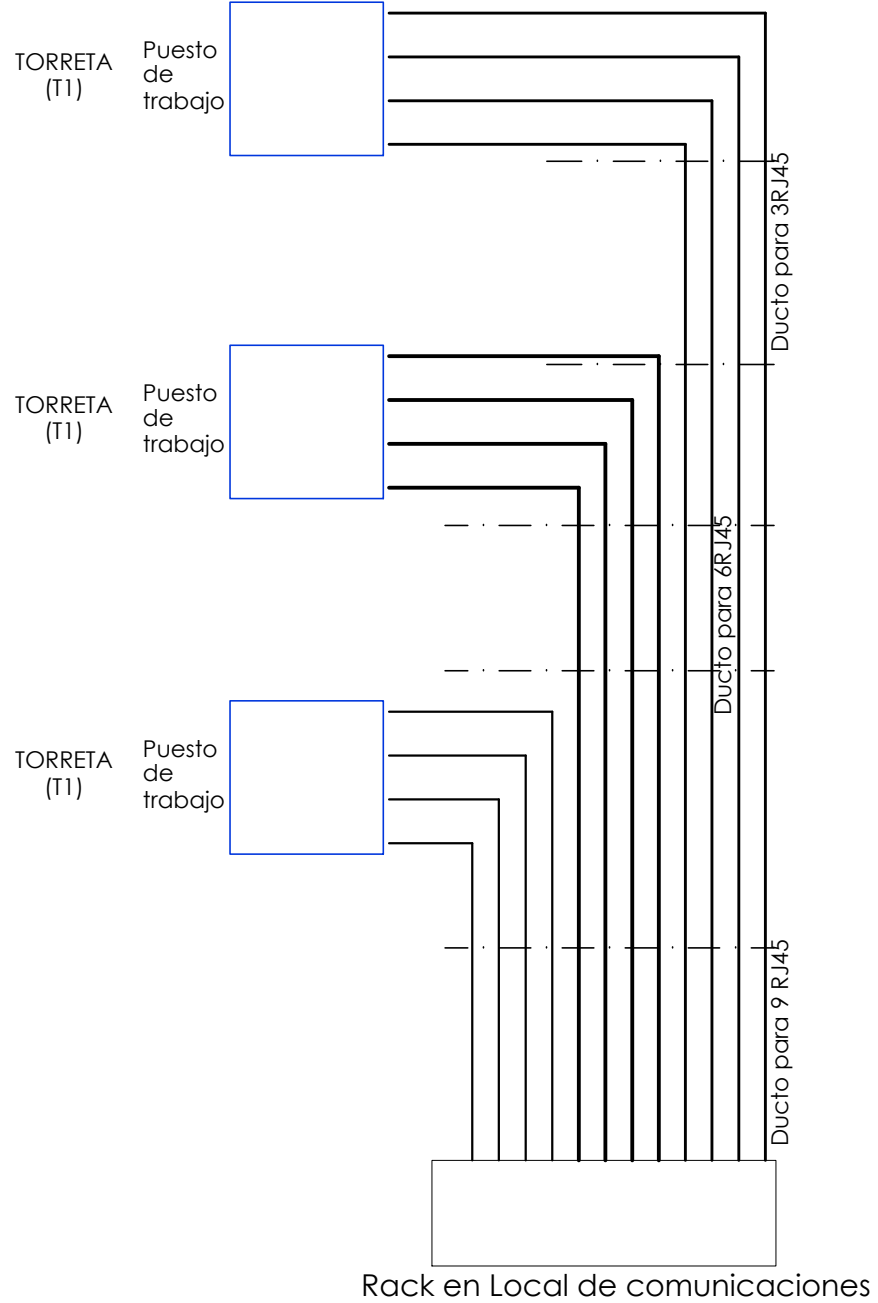 TORRETA
(T1)
Puesto
de
trabajo
Ducto para 3RJ45
TORRETA
(T1)
Puesto
de
trabajo
Ducto para 6RJ45
TORRETA
(T1)
Puesto
de
trabajo
Ducto para 9 RJ45
Rack en Local de comunicaciones